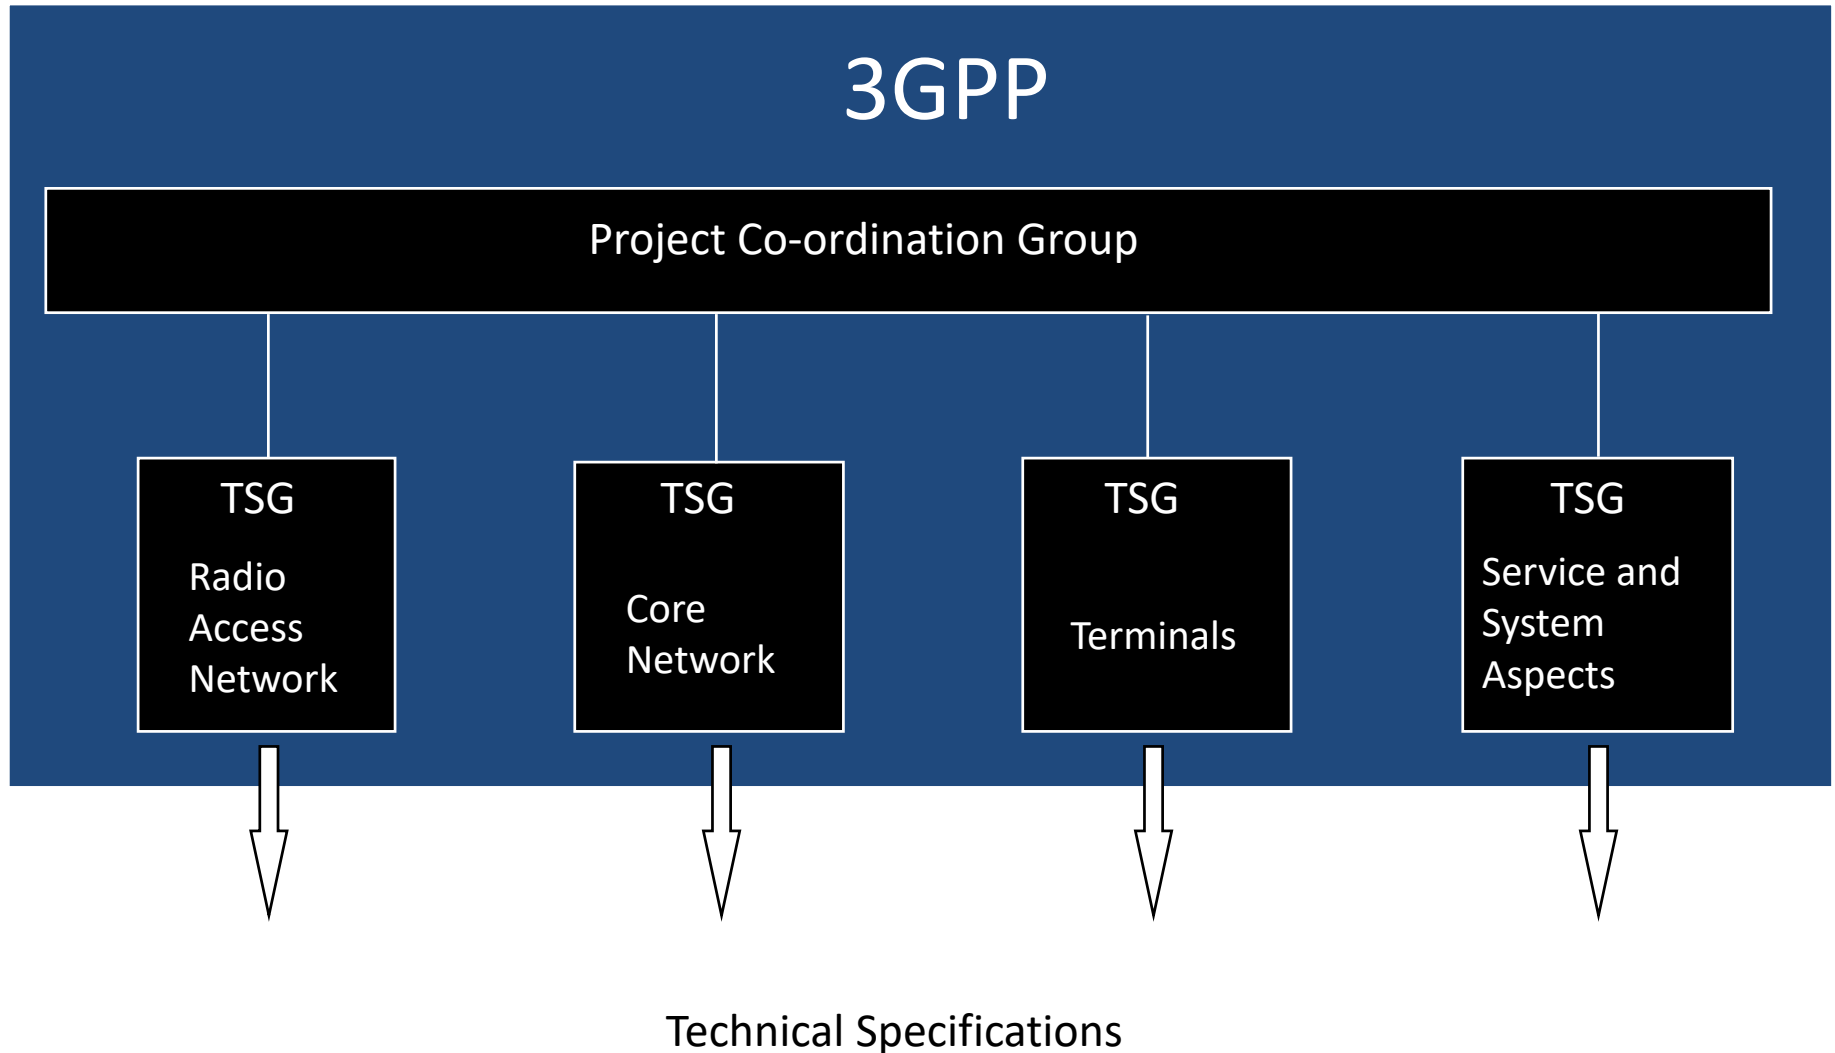 3GPP
Project Co-ordination Group
TSG
Radio
Access
Network
TSG
Core
Network
TSG
Terminals
TSG
Service and
System
Aspects
Technical Specifications